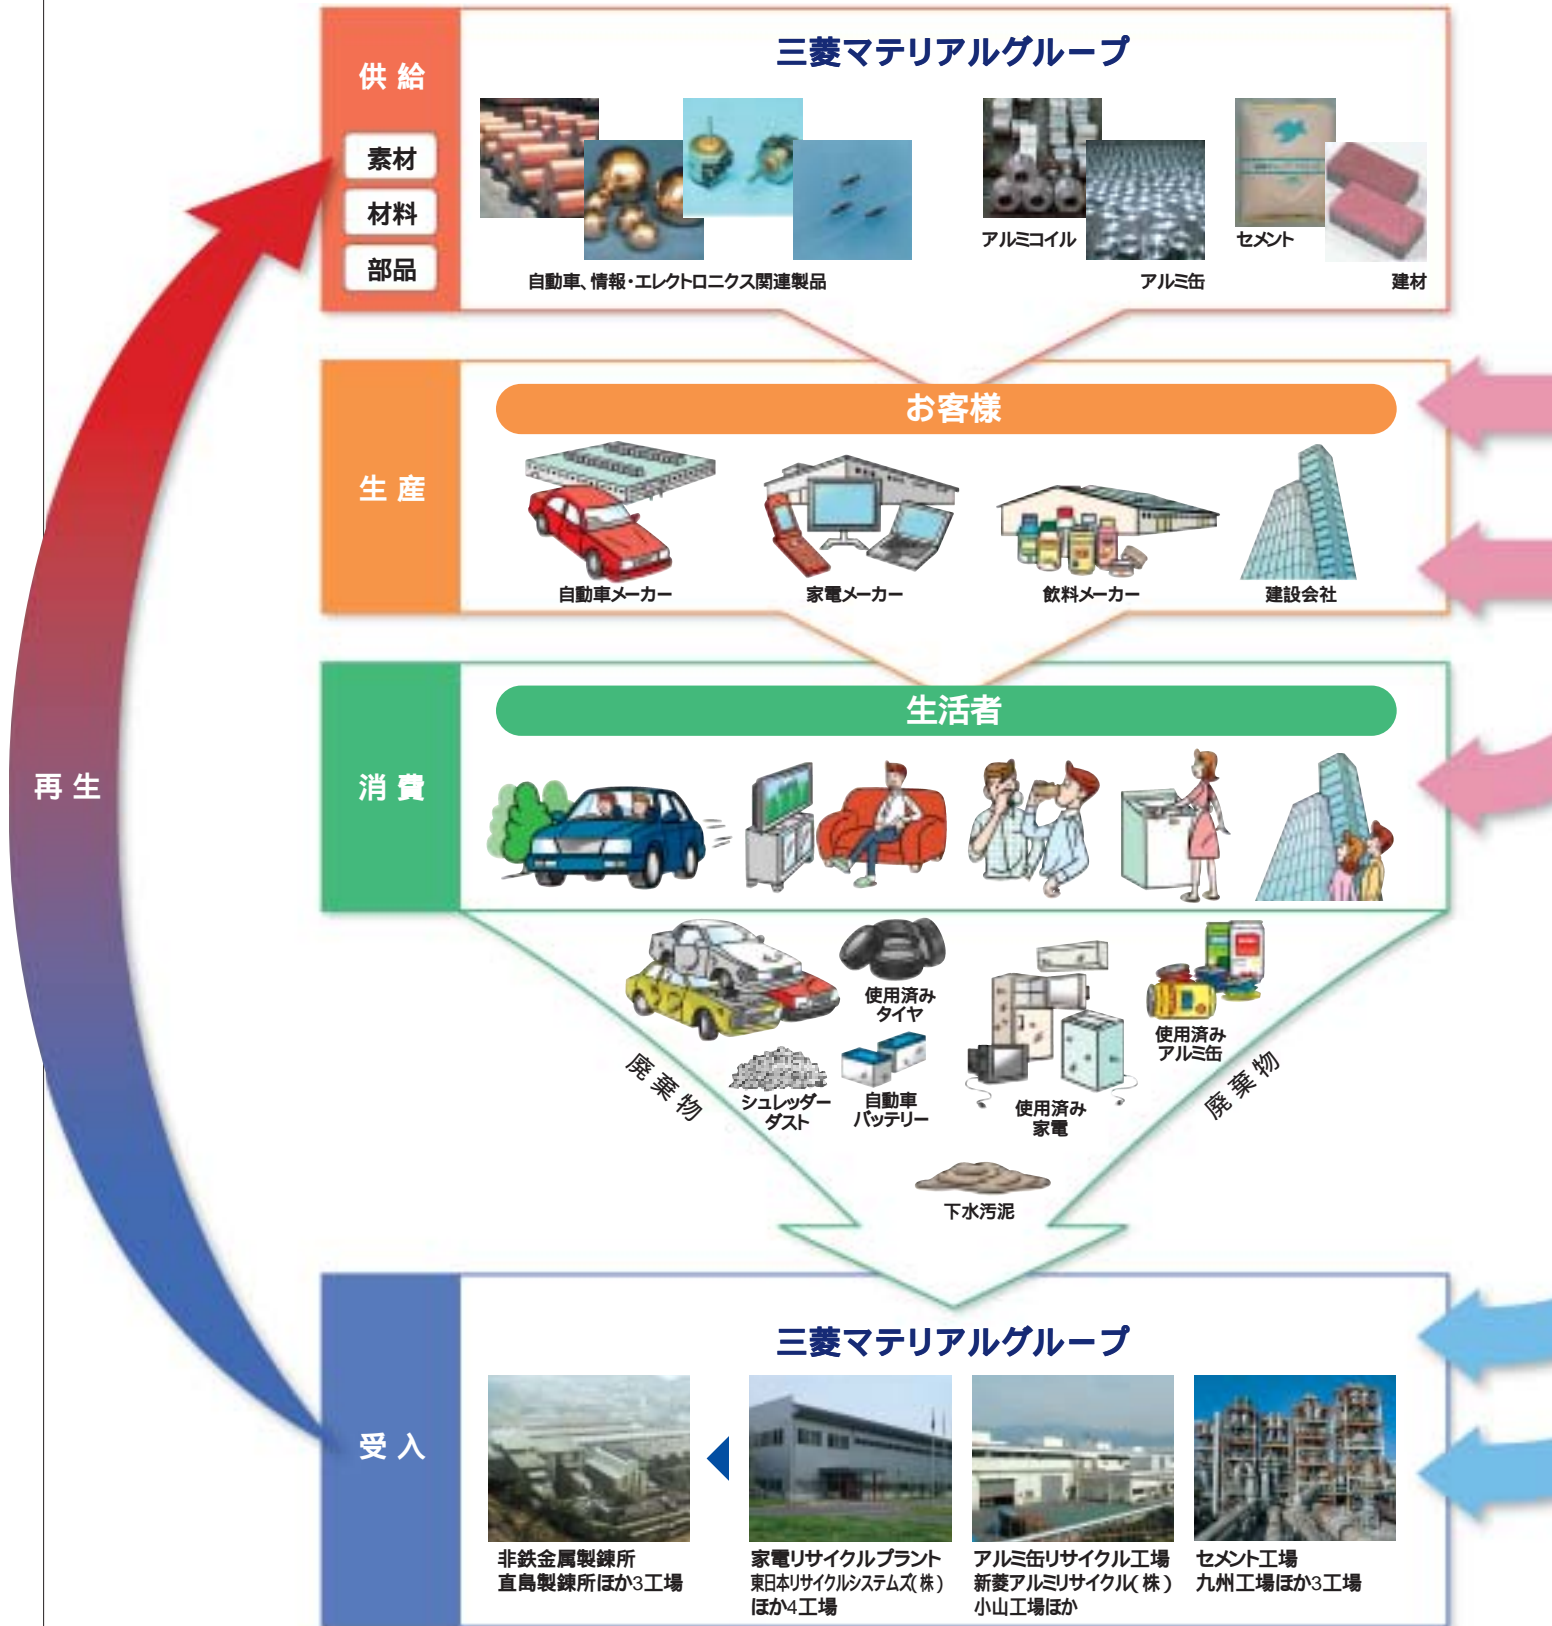 供給
三菱マテリアルグループ
素材
材料
部品
自動車、情報・エレクトロニクス関連製品
アルミコイル
アルミ缶
セメント
建材
お客様
生産
自動車メーカー
家電メーカー
飲料メーカー
建設会社
生活者
再生
消費
使用済み
タイヤ
使用済み
アルミ缶
廃棄物
シュレッダー
ダスト
自動車
バッテリー
使用済み
家電
廃棄物
下水汚泥
三菱マテリアルグループ
受入
非鉄金属製錬所
直島製錬所ほか3工場
家電リサイクルプラント
東日本リサイクルシステムズ(株)
ほか4工場
アルミ缶リサイクル工場
新菱アルミリサイクル(株)
小山工場ほか
セメント工場
九州工場ほか3工場